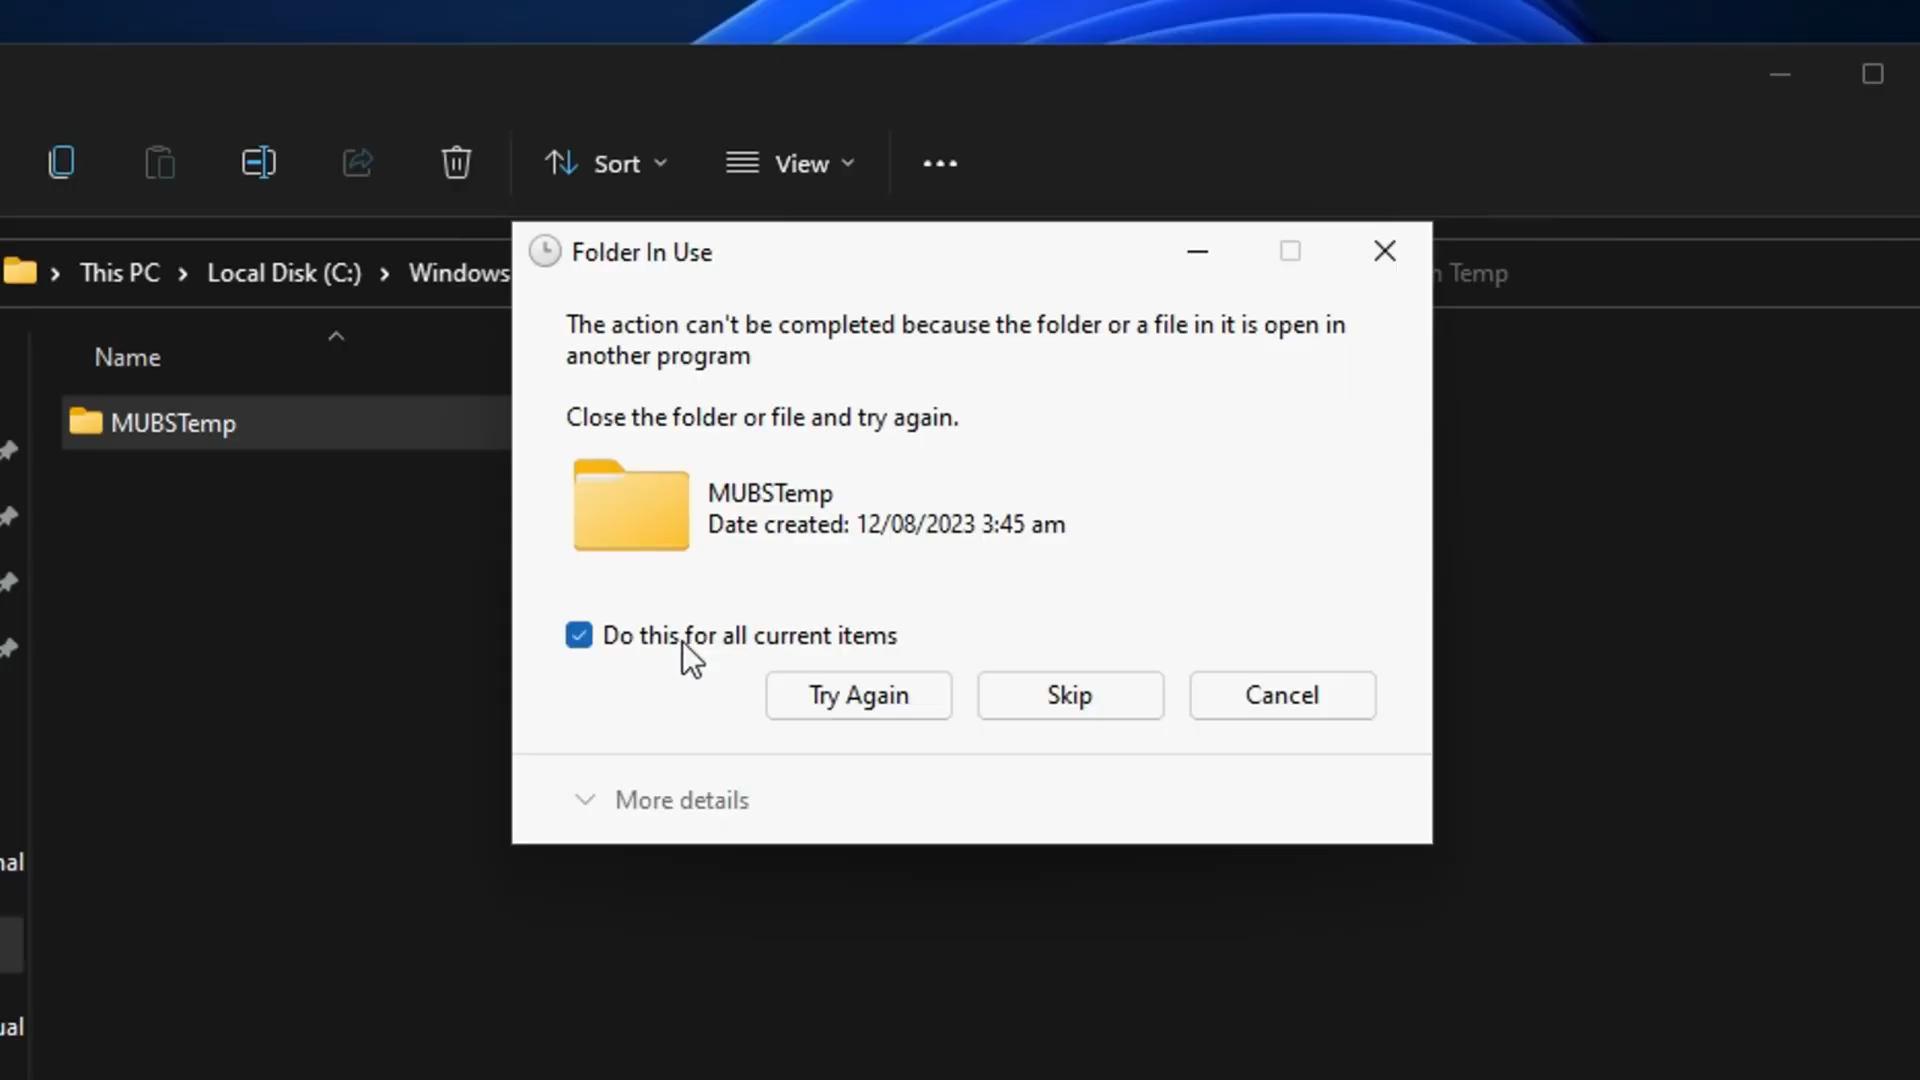 Sort
View
This PC
Local Disk (C:)
Windows
Temp
Name
MUBSTemp
Folder In Use
The action can't be completed because the folder or a file in it is open in
another program
Close the folder or file and try again.
MUBSTemp
Date created: 12/08/2023 3:45 am
Do this for all current items
Try Again
Skip
Cancel
More details
nal
ual